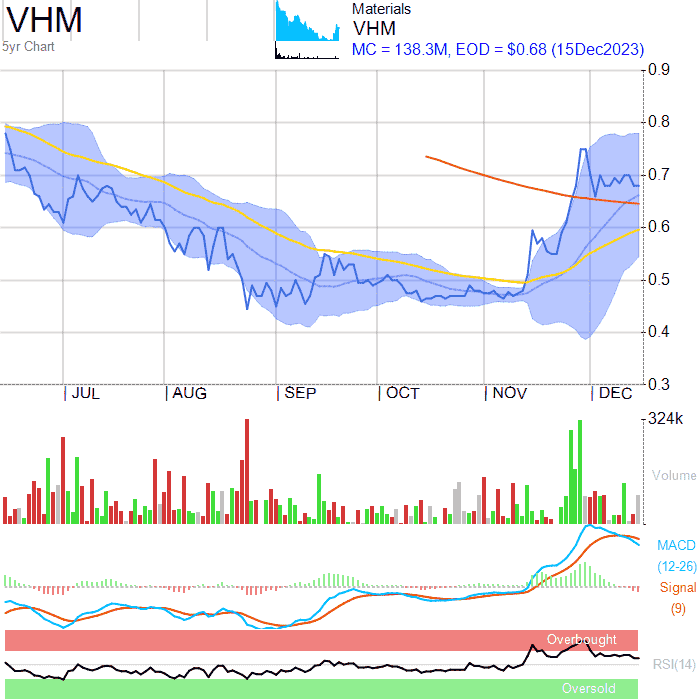 VHM
5yr Chart
Materials
VHM
MC = 138.3M, EOD = $0.68 (15Dec2023)
0.9
0.8
0.7
0.6
0.5
0.4
0.3
JUL AUG SEP OCT NOV DEC
324k
Volume
MACD
(12-26)
Signal
(9)
Overbought
RSI(14)
Oversold